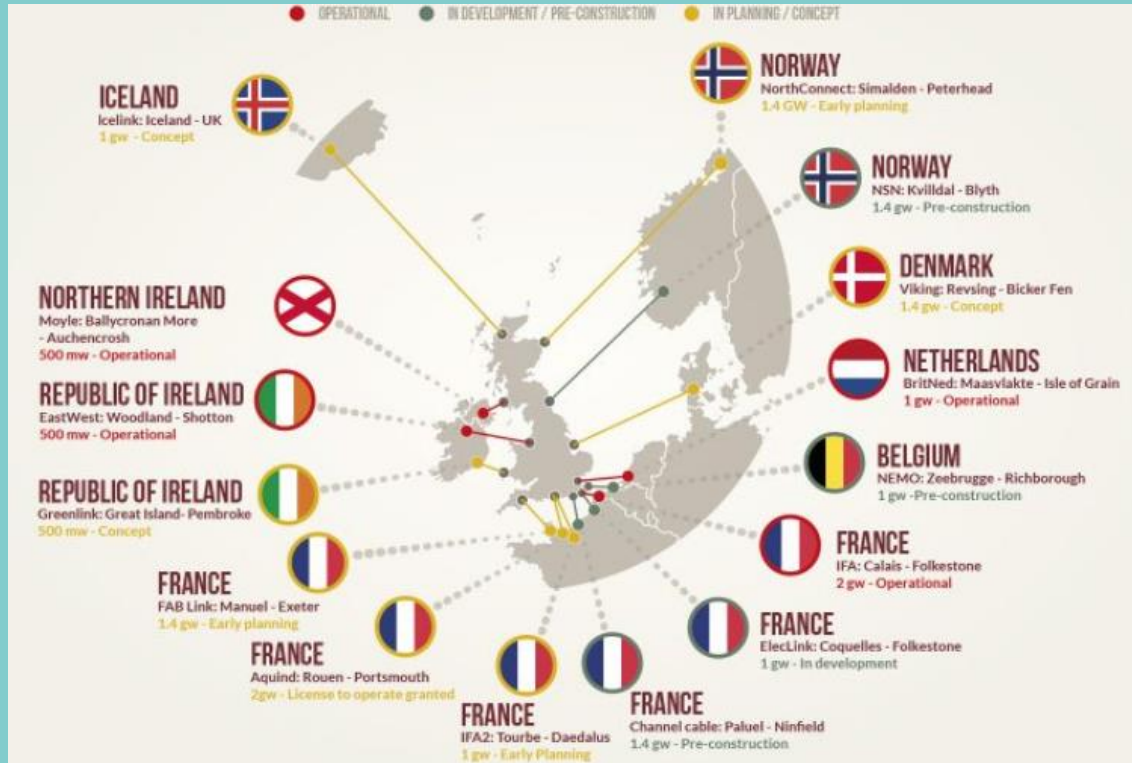 OPERATIONAL
IN DEVELOPMENT / PRE-CONSTRUCTION
IN PLANNING / CONCEPT
ICELAND
Icelink: Iceland - UK
1 gw - Concept
NORWAY
NorthConnect: Simalden - Peterhead
1.4 GW - Early planning
NORWAY
NSN: Kvilldal - Blyth
1.4 gw - Pre-construction
DENMARK
Viking: Revsing - Bicker Fen
1.4 gw - Concept
NORTHERN IRELAND
Moyle: Ballycronan More
- Auchencrosh
500 mw - Operational
NETHERLANDS
BritNed: Maasvlakte - Isle of Grain
1 gw - Operational
REPUBLIC OF IRELAND
EastWest: Woodland - Shotton
500 mw - Operational
BELGIUM
NEMO: Zeebrugge - Richborough
1 gw -Pre-construction
REPUBLIC OF IRELAND
Greenlink: Great Island- Pembroke
500 mw - Concept
FRANCE
IFA: Calais - Folkestone
2 gw - Operational
FRANCE
FAB Link: Manuel - Exeter
1.4 gw - Early planning
FRANCE
ElecLink: Coquelles - Folkestone
1 gw - In development
FRANCE
Aquind: Rouen - Portsmouth
2gw - License to operate granted
FRANCE
IFA2: Tourbe - Daedalus
1 gw - Early Planning
FRANCE
Channel cable: Paluel - Ninfield
1.4 gw - Pre-construction